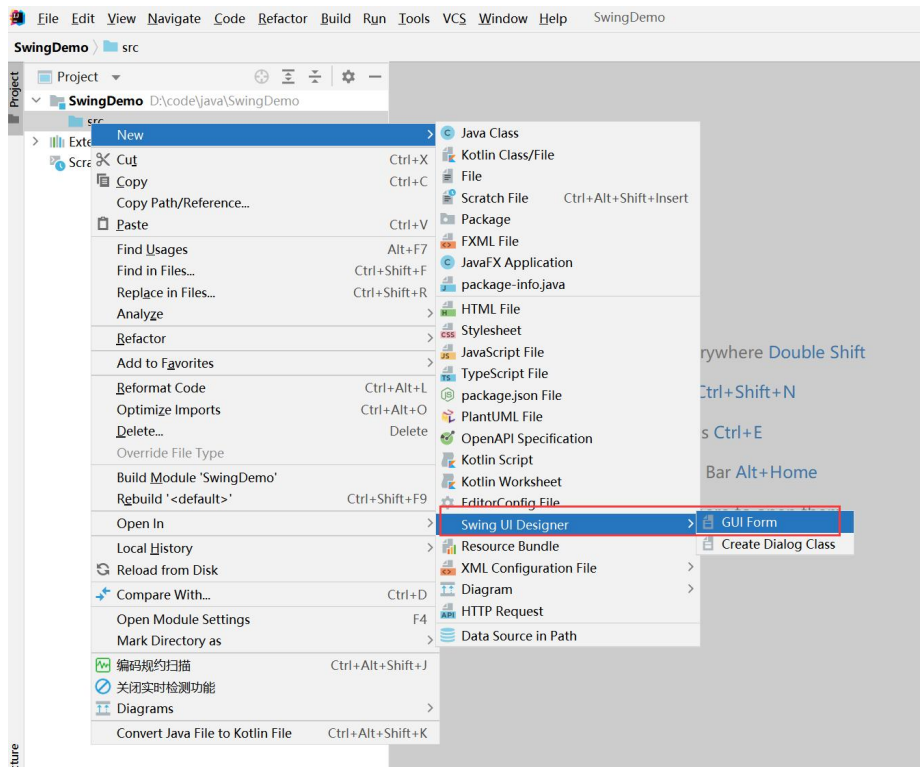 File Edit View Navigate Code Refactor Build Run Tools VCS Window Help SwingDemo
SwingDemo src
Project
Project
SwingDemo D:\code\java\SwingDemo
src
Exte
Scra
New
Cut Ctrl+X
Copy Ctrl+C
Copy Path/Reference...
Paste Ctrl+V
Find Usages Alt+F7
Find in Files... Ctrl+Shift+F
Replace in Files... Ctrl+Shift+R
Analyze
Refactor
Add to Favorites
Reformat Code Ctrl+Alt+L
Optimize Imports Ctrl+Alt+O
Delete... Delete
Override File Type
Build Module 'SwingDemo'
Rebuild '<default>' Ctrl+Shift+F9
Open In
Local History
Reload from Disk
Compare With... Ctrl+D
Open Module Settings F4
Mark Directory as
编码规约扫描 Ctrl+Alt+Shift+J
关闭实时检测功能
Diagrams
Convert Java File to Kotlin File Ctrl+Alt+Shift+K
Java Class
Kotlin Class/File
File
Scratch File Ctrl+Alt+Shift+Insert
Package
FXML File
JavaFX Application
package-info.java
HTML File
Stylesheet
JavaScript File
TypeScript File
package.json File
PlantUML File
OpenAPI Specification
Kotlin Script
Kotlin Worksheet
EditorConfig File
Swing UI Designer
Resource Bundle
XML Configuration File
Diagram
HTTP Request
Data Source in Path
GUI Form
Create Dialog Class
rywhere Double Shift
Ctrl+Shift+N
s Ctrl+E
Bar Alt+Home
cture